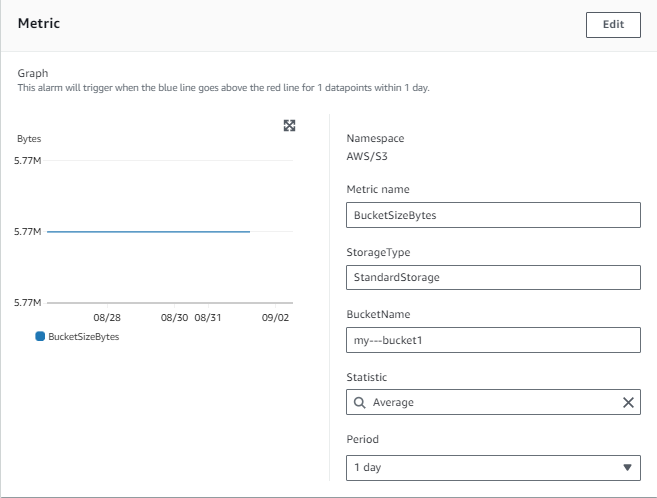 Metric
Edit
Graph
This alarm will trigger when the blue line goes above the red line for 1 datapoints within 1 day.
Bytes
5.77M
5.77M
5.77M
08/28 08/30 08/31 09/02
BucketSizeBytes
Namespace
AWS/S3
Metric name
BucketSizeBytes
StorageType
StandardStorage
BucketName
my---bucket1
Statistic
Average
Period
1 day